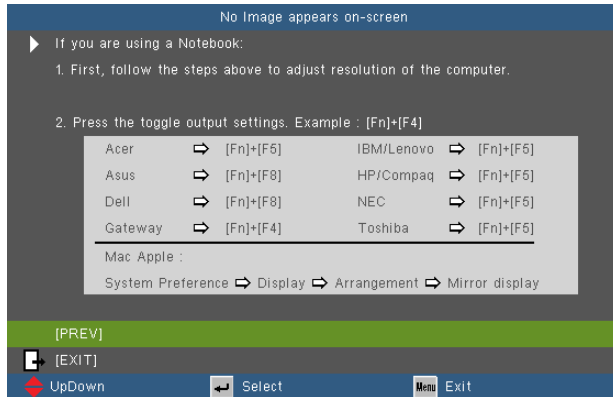 No Image appears on-screen
If you are using a Notebook:
1. First, follow the steps above to adjust resolution of the computer.
2. Press the toggle output settings. Example : [Fn]+[F4]
Acer ⇨ [Fn]+[F5] IBM/Lenovo ⇨ [Fn]+[F5]
Asus ⇨ [Fn]+[F8] HP/Compaq ⇨ [Fn]+[F5]
Dell ⇨ [Fn]+[F8] NEC ⇨ [Fn]+[F5]
Gateway ⇨ [Fn]+[F4] Toshiba ⇨ [Fn]+[F5]
Mac Apple :
System Preference ⇨ Display ⇨ Arrangement ⇨ Mirror display
[PREV]
[EXIT]
UpDown Select Menu Exit